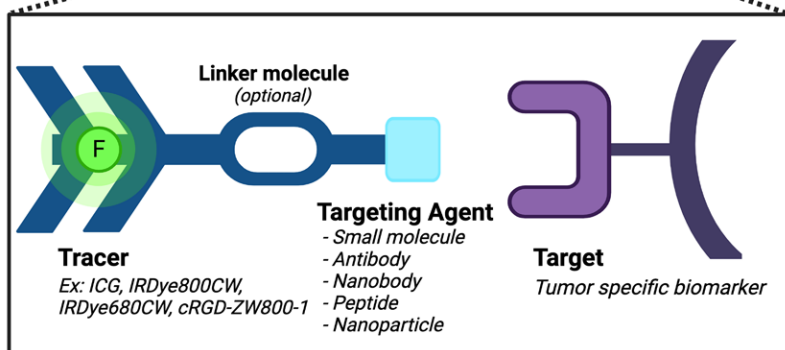 Linker molecule
(optional)
F
Tracer
Ex: ICG, IRDye800CW,
IRDye680CW, cRGD-ZW800-1
Targeting Agent
- Small molecule
- Antibody
- Nanobody
- Peptide
- Nanoparticle
Target
Tumor specific biomarker